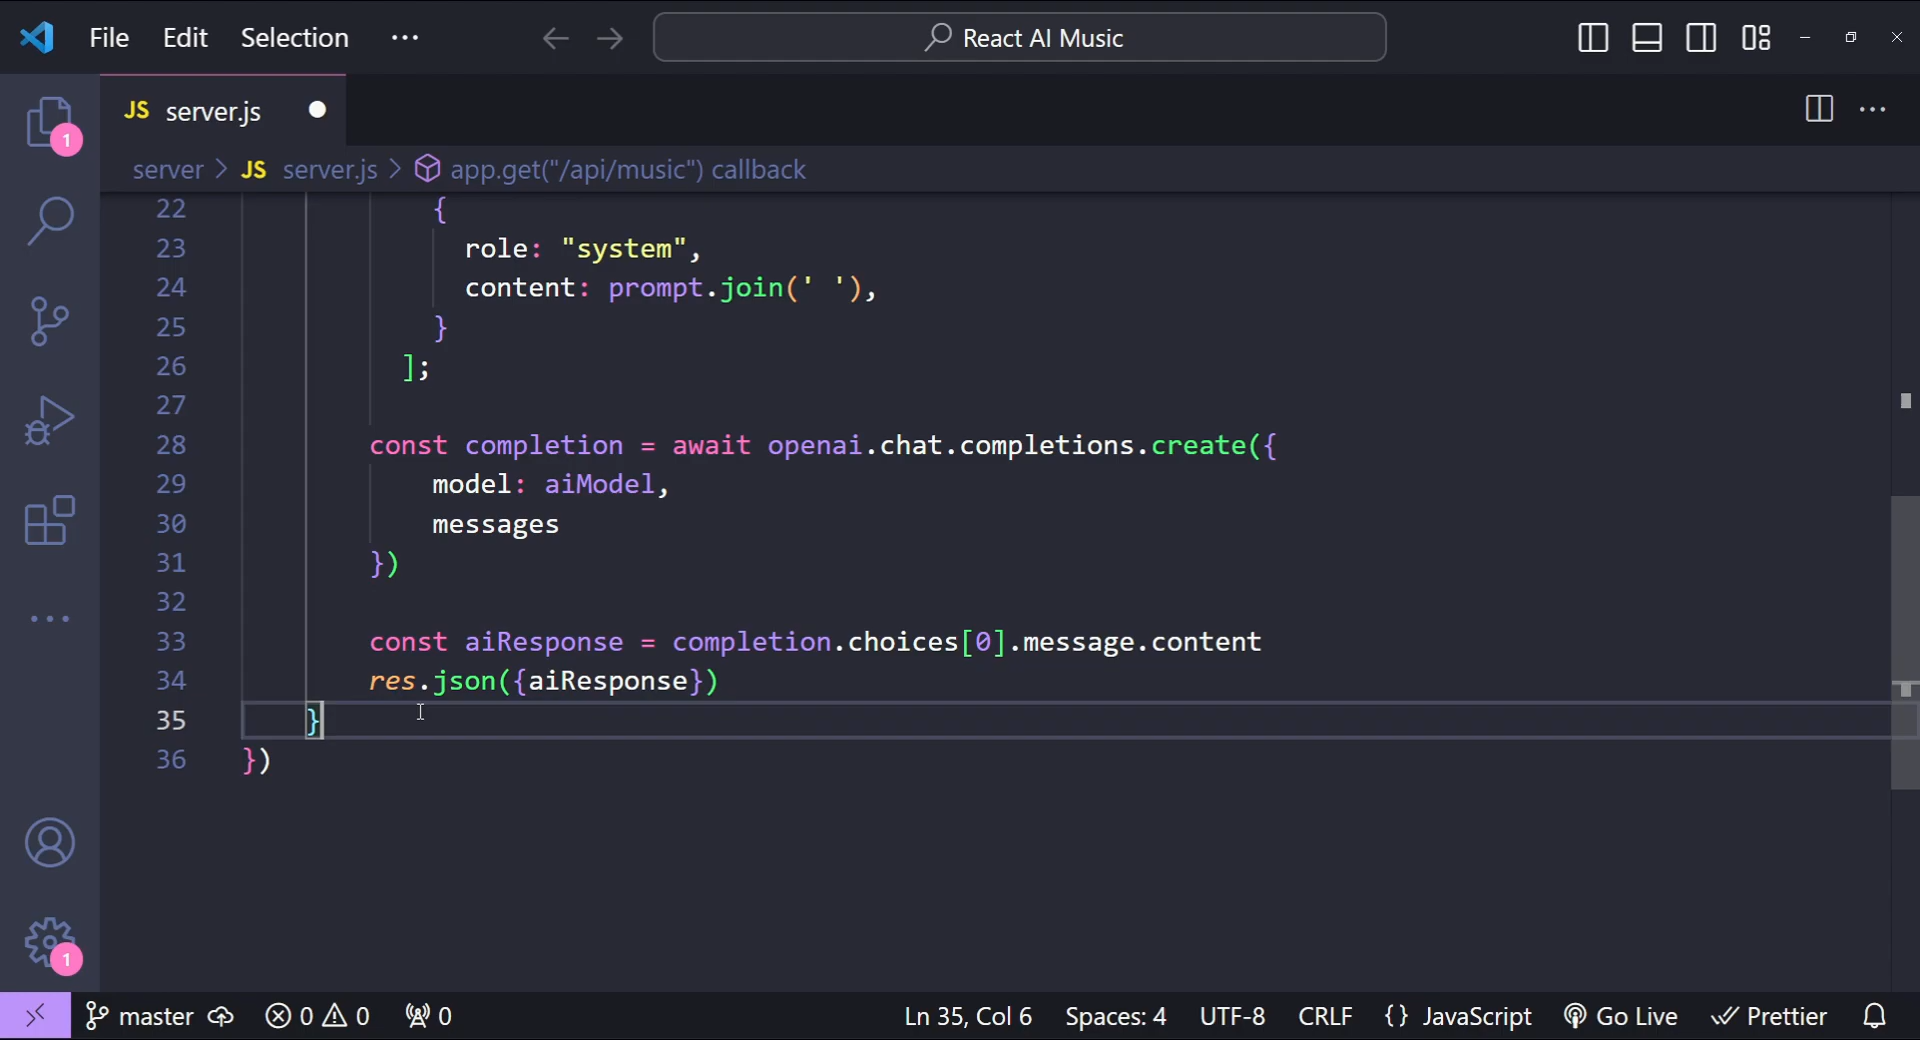 File Edit Selection ··· React AI Music
JS server.js
server > JS server.js > app.get("/api/music") callback
22 {
23 role: "system",
24 content: prompt.join(' '),
25 }
26 ];
27
28 const completion = await openai.chat.completions.create({
29 model: aiModel,
30 messages
31 })
32
33 const aiResponse = completion.choices[0].message.content
34 res.json({aiResponse})
35 }
36 })
1
1
master 0 0 0 Ln 35, Col 6 Spaces: 4 UTF-8 CRLF {} JavaScript Go Live Prettier